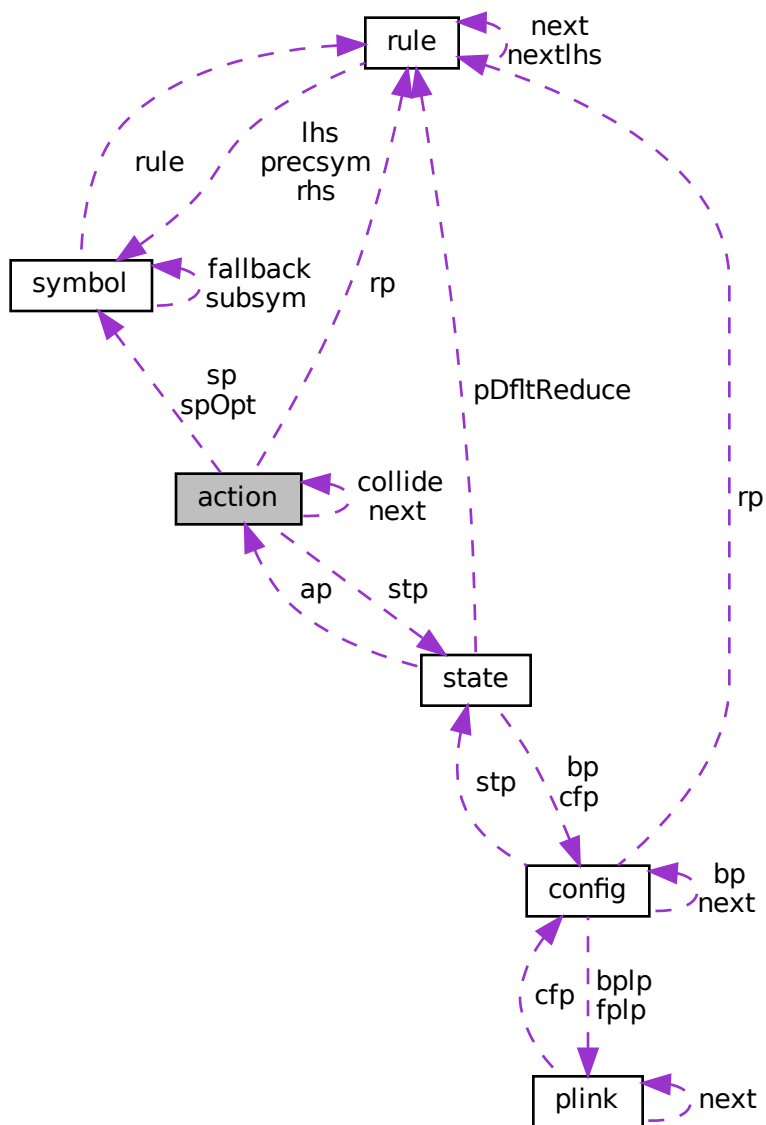 rule
next
nextlhs
lhs
precsym
rhs
rule
symbol
fallback
subsym
rp
sp
spOpt
pDfltReduce
action
collide
next
rp
ap
stp
state
stp
bp
cfp
config
bp
next
cfp
bplp
fplp
plink
next